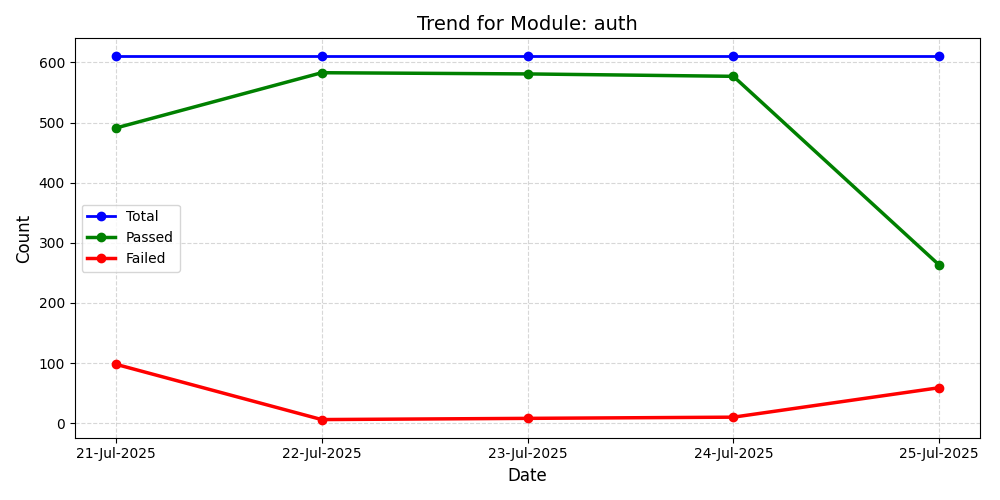 Trend for Module: auth
600
500
400
300
200
100
0
Count
Total
Passed
Failed
21-Jul-2025
22-Jul-2025
23-Jul-2025
24-Jul-2025
25-Jul-2025
Date